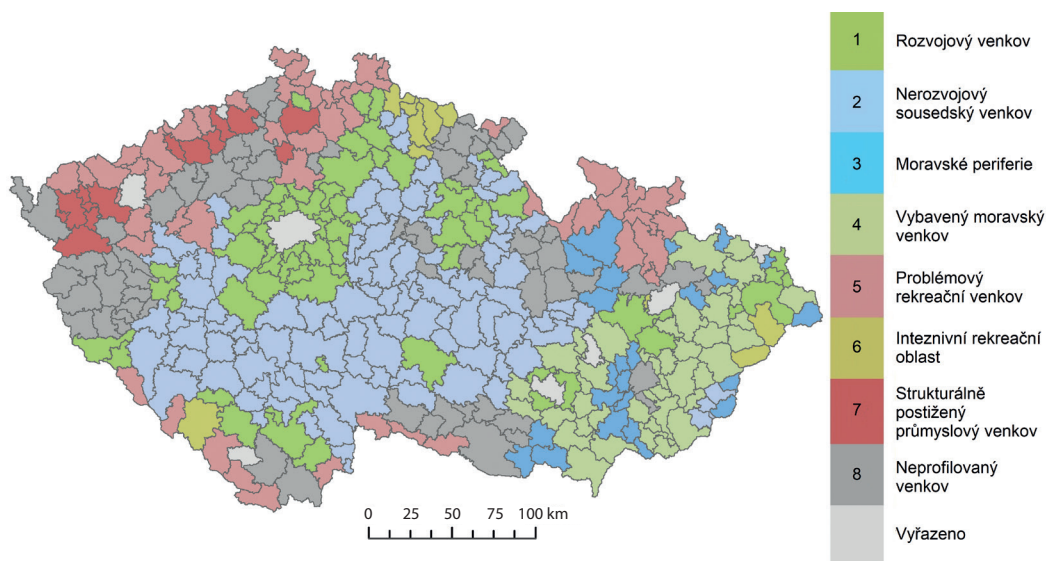 1 Rozvojový venkov
2 Nerozvojový
sousedský venkov
3 Moravské periferie
4 Vybavený moravský
venkov
5 Problémový
rekreační venkov
6 Inteznivní rekreační
oblast
7 Strukturálně
postižený
průmyslový venkov
8 Neprofilovaný
venkov
Vyřazeno
0 25 50 75 100 km